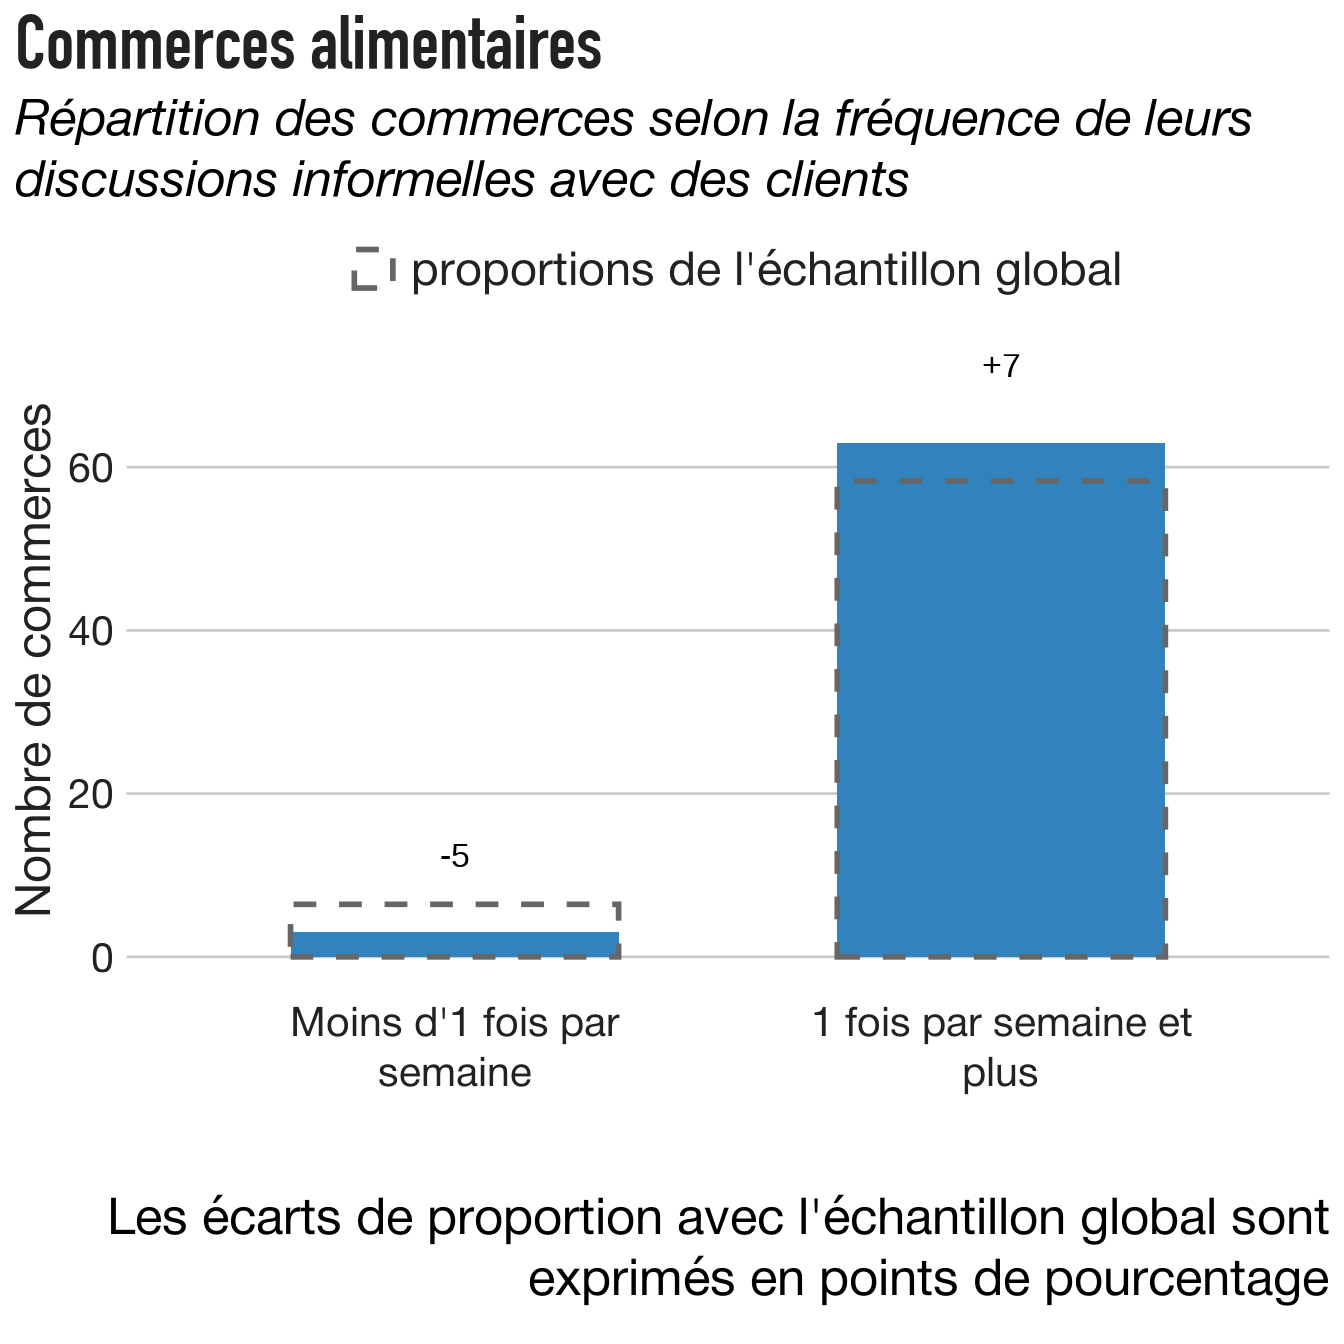 Commerces alimentaires
Répartition des commerces selon la fréquence de leurs
discussions informelles avec des clients
proportions de l'échantillon global
+7
Nombre de commerces
60
40
20
-5
0
Moins d'1 fois par
semaine
1 fois par semaine et
plus
Les écarts de proportion avec l'échantillon global sont
exprimés en points de pourcentage